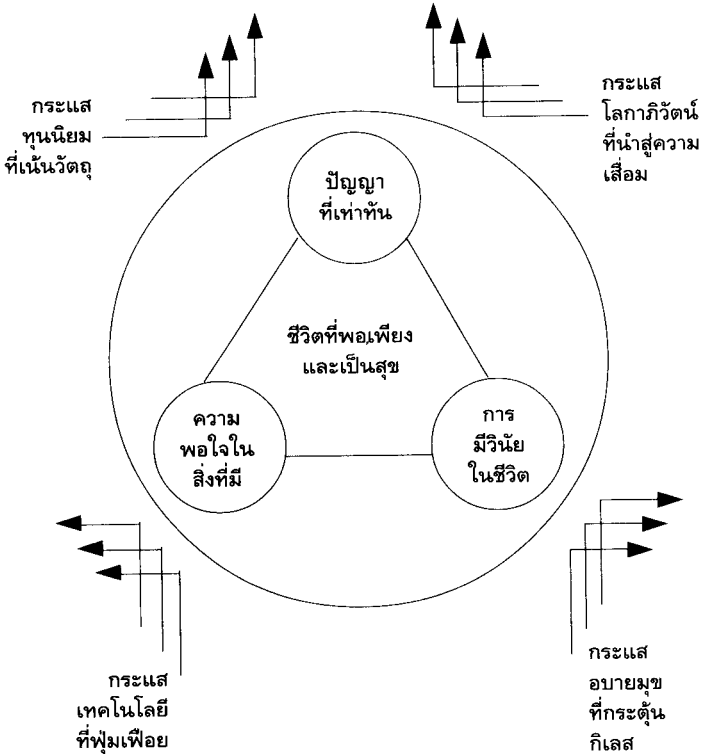 กระแส
ทุนนิยม
ที่เน้นวัตถุ
กระแส
โลกาภิวัตน์
ที่นำสู่ความ
เสื่อม
ปัญญา
ที่เท่าทัน
ชีวิตที่พอเพียง
และเป็นสุข
ความ
พอใจใน
สิ่งที่มี
การ
มีวินัย
ในชีวิต
กระแส
เทคโนโลยี
ที่ฟุ่มเฟือย
กระแส
อบายมุข
ที่กระตุ้น
กิเลส